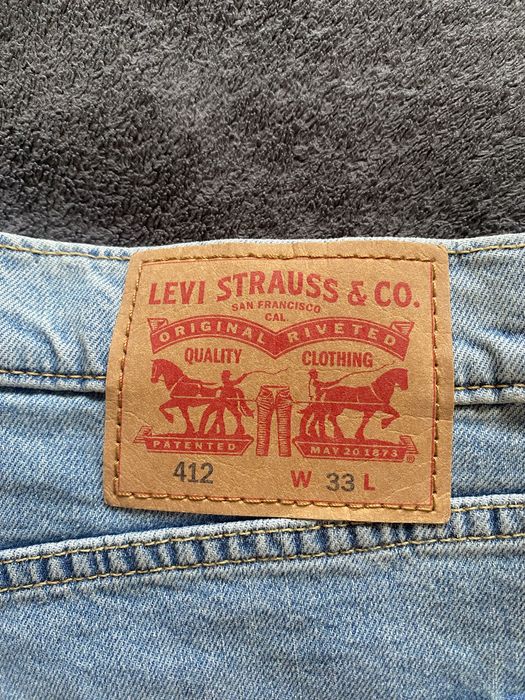 LEVI STRAUSS & CO.
SAN FRANCISCO
CAL
ORIGINAL RIVETED
QUALITY CLOTHING
PATENTED MAY 20 1873 ®
412 W 33 L